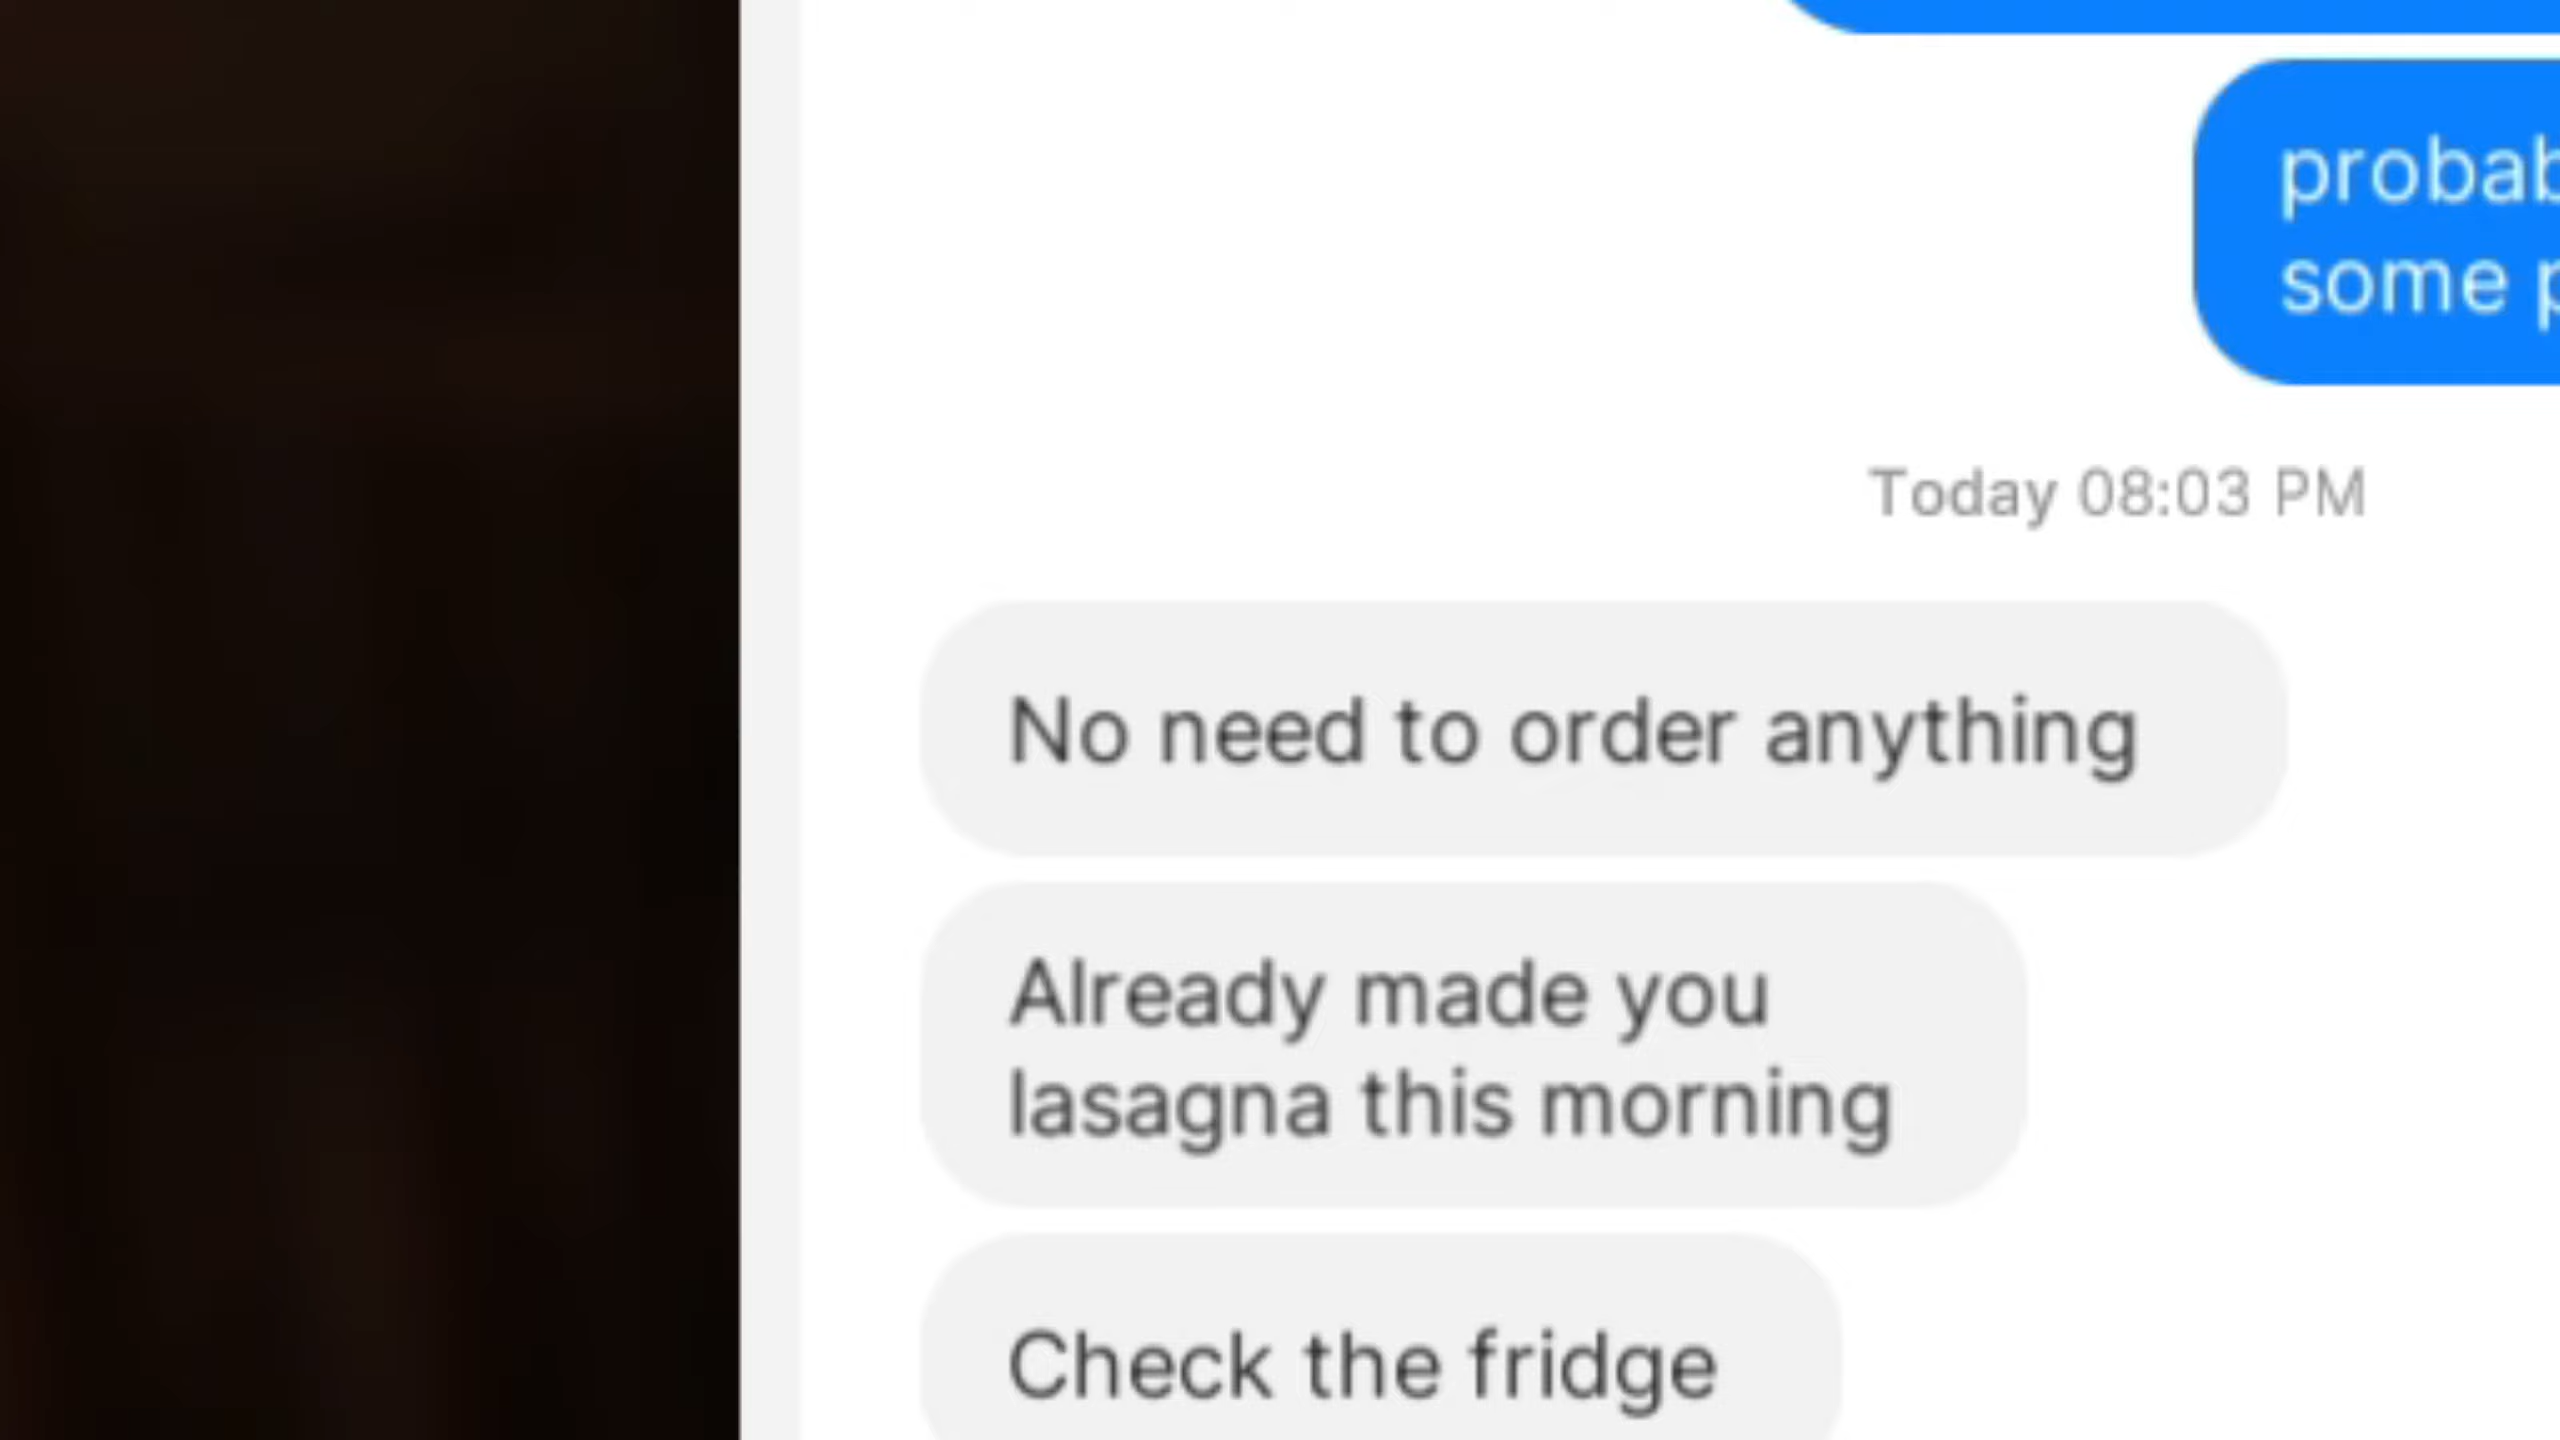 some
Today 08:03 PM
No need to order anything
Already made you
lasagna this morning
Check the fridge